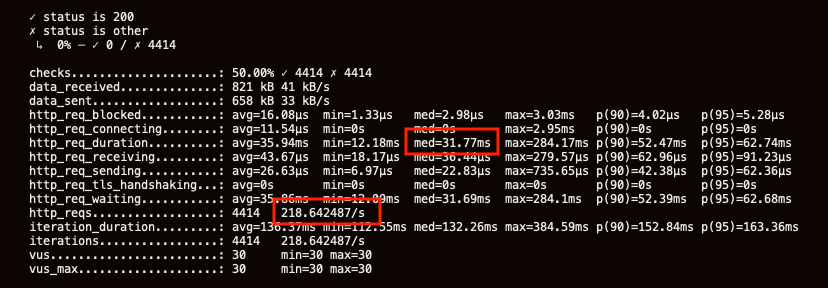 ✓ status is 200
✗ status is other
↳  0% — ✓ 0 / ✗ 4414
checks.....................: 50.00% ✓ 4414 ✗ 4414
data_received..............: 821 kB 41 kB/s
data_sent..................: 658 kB 33 kB/s
http_req_blocked...........: avg=16.08µs  min=1.33µs   med=2.98µs   max=3.03ms   p(90)=4.02µs   p(95)=5.28µs
http_req_connecting........: avg=11.54µs  min=0s       med=0s       max=2.95ms   p(90)=0s       p(95)=0s
http_req_duration..........: avg=35.94ms  min=12.18ms  med=31.77ms  max=284.17ms p(90)=52.47ms  p(95)=62.74ms
http_req_receiving.........: avg=43.67µs  min=18.17µs  med=36.44µs  max=279.57µs p(90)=62.96µs  p(95)=91.23µs
http_req_sending...........: avg=26.63µs  min=6.97µs   med=22.83µs  max=735.65µs p(90)=42.38µs  p(95)=62.36µs
http_req_tls_handshaking...: avg=0s       min=0s       med=0s       max=0s       p(90)=0s       p(95)=0s
http_req_waiting...........: avg=35.86ms  min=12.09ms  med=31.69ms  max=284.1ms  p(90)=52.39ms  p(95)=62.68ms
http_reqs..................: 4414   218.642487/s
iteration_duration.........: avg=136.37ms min=112.55ms med=132.26ms max=384.59ms p(90)=152.84ms p(95)=163.36ms
iterations.................: 4414   218.642487/s
vus........................: 30     min=30 max=30
vus_max....................: 30     min=30 max=30